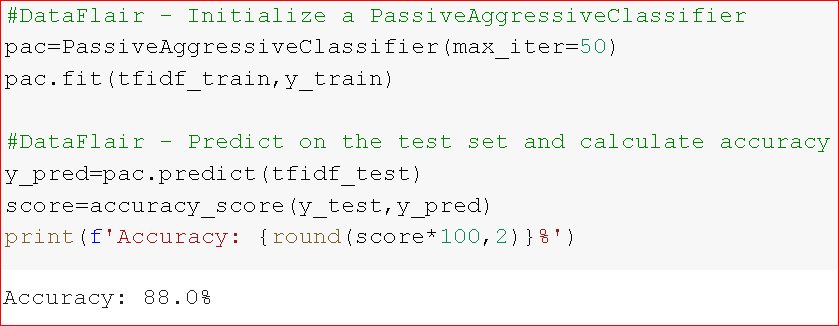 #DataFlair - Initialize a PassiveAggressiveClassifier
pac=PassiveAggressiveClassifier(max_iter=50)
pac.fit(tfidf_train,y_train)
#DataFlair - Predict on the test set and calculate accuracy
y_pred=pac.predict(tfidf_test)
score=accuracy_score(y_test,y_pred)
print(f'Accuracy: {round(score*100,2)}%')
Accuracy: 88.0%